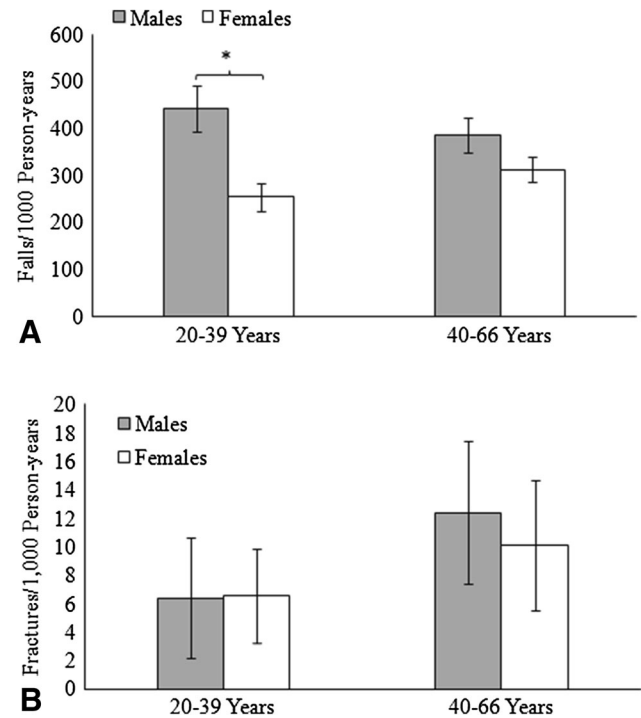 Males Females
600
*
500
400
300
200
100
0
Falls/1000 Person-years
20-39 Years 40-66 Years
A
20
Males
18
Females
16
14
12
10
8
6
4
2
0
Fractures/1,000 Person-years
20-39 Years 40-66 Years
B